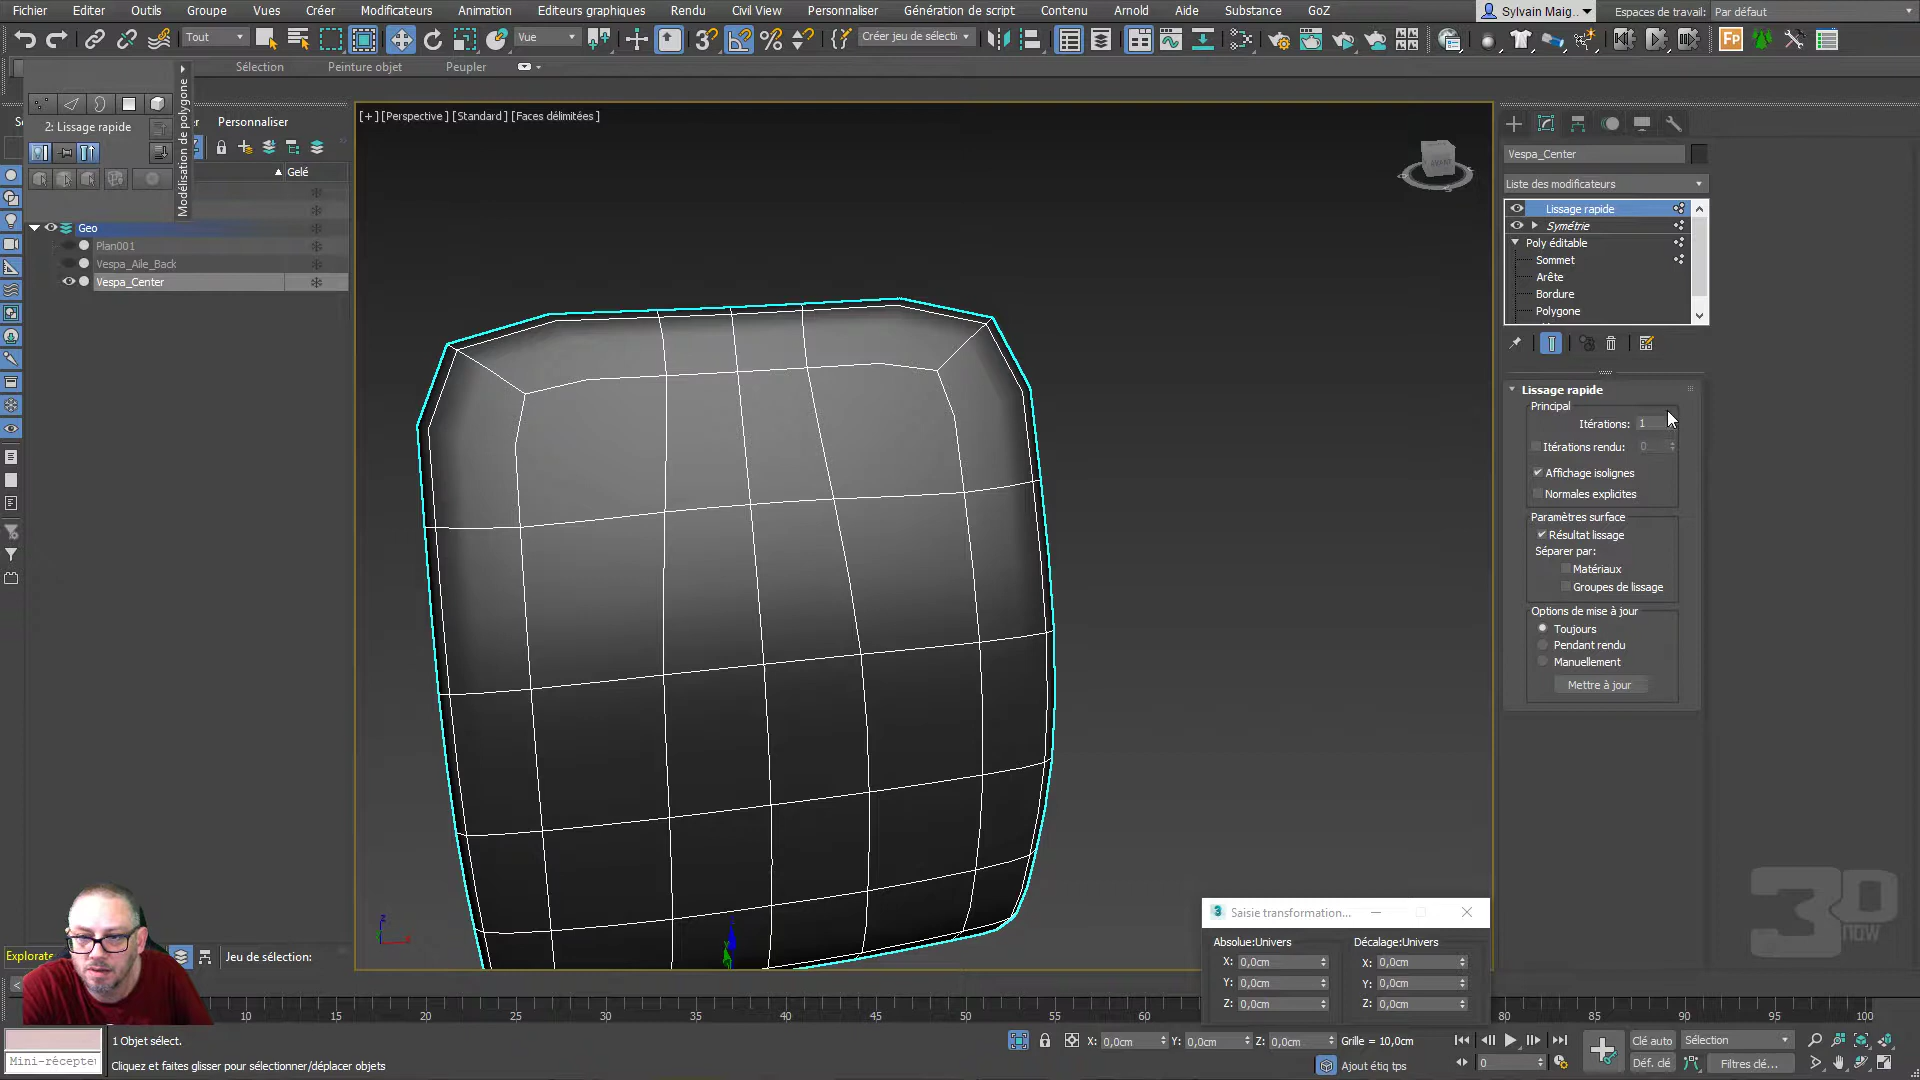 Fichier Editer Outils Groupe Vues Créer Modificateurs Animation Editeurs graphiques Rendu Civil View Personnaliser Génération de script Contenu Arnold Aide Substance GoZ Sylvain Maig.. Espaces de travail: Par défaut
Tout Vue Créer jeu de sélecti
Sélection Peinture objet Peupler
Modélisation de polygone
2: Lissage rapide
Personnaliser
Gelé
Geo
Plan001
Vespa_Aile_Back
Vespa_Center
[+] [Perspective] [Standard] [Faces délimitées]
AVANT
Vespa_Center
Liste des modificateurs
Lissage rapide
Symétrie
Poly éditable
Sommet
Arête
Bordure
Polygone
Lissage rapide
Principal
Itérations: 1
Itérations rendu: 0
Affichage isolignes
Normales explicites
Paramètres surface
Résultat lissage
Séparer par:
Matériaux
Groupes de lissage
Options de mise à jour
Toujours
Pendant rendu
Manuellement
Mettre à jour
3D now
3 Saisie transformation...
Absolue:Univers Décalage:Univers
X: 0,0cm X: 0,0cm
Y: 0,0cm Y: 0,0cm
Z: 0,0cm Z: 0,0cm
Explorate Jeu de sélection:
10 15 20 25 30 35 40 45 50 55 60 65 70 75 80 85 90 95 100
1 Objet sélect. X: 0,0cm Y: 0,0cm Z: 0,0cm Grille = 10,0cm Clé auto Sélection
Mini-récepte Cliquez et faites glisser pour sélectionner/déplacer objets Ajout étiq tps 0 Déf. clé Filtres clé...